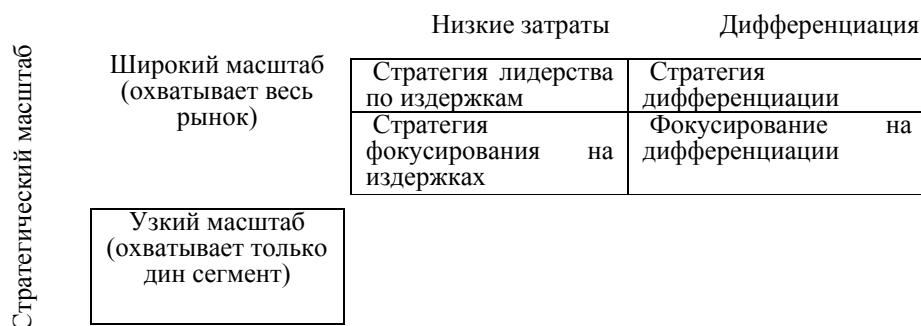 Низкие затраты
Дифференциация
Стратегический масштаб
Широкий масштаб
(охватывает весь
рынок)
Стратегия лидерства
по издержкам
Стратегия
дифференциации
Стратегия
фокусирования на
издержках
Фокусирование на
дифференциации
Узкий масштаб
(охватывает только
дин сегмент)